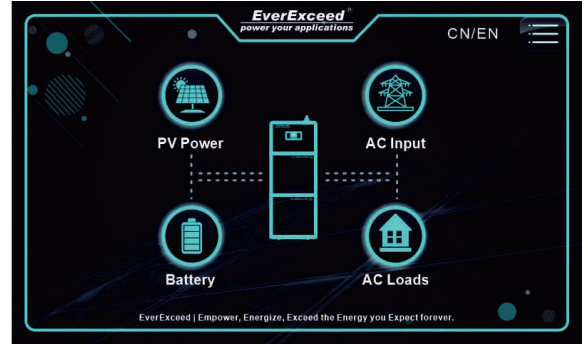 EverExceed®
power your applications
CN/EN
PV Power
AC Input
Battery
AC Loads
EverExceed | Empower, Energize, Exceed the Energy you Expect forever.